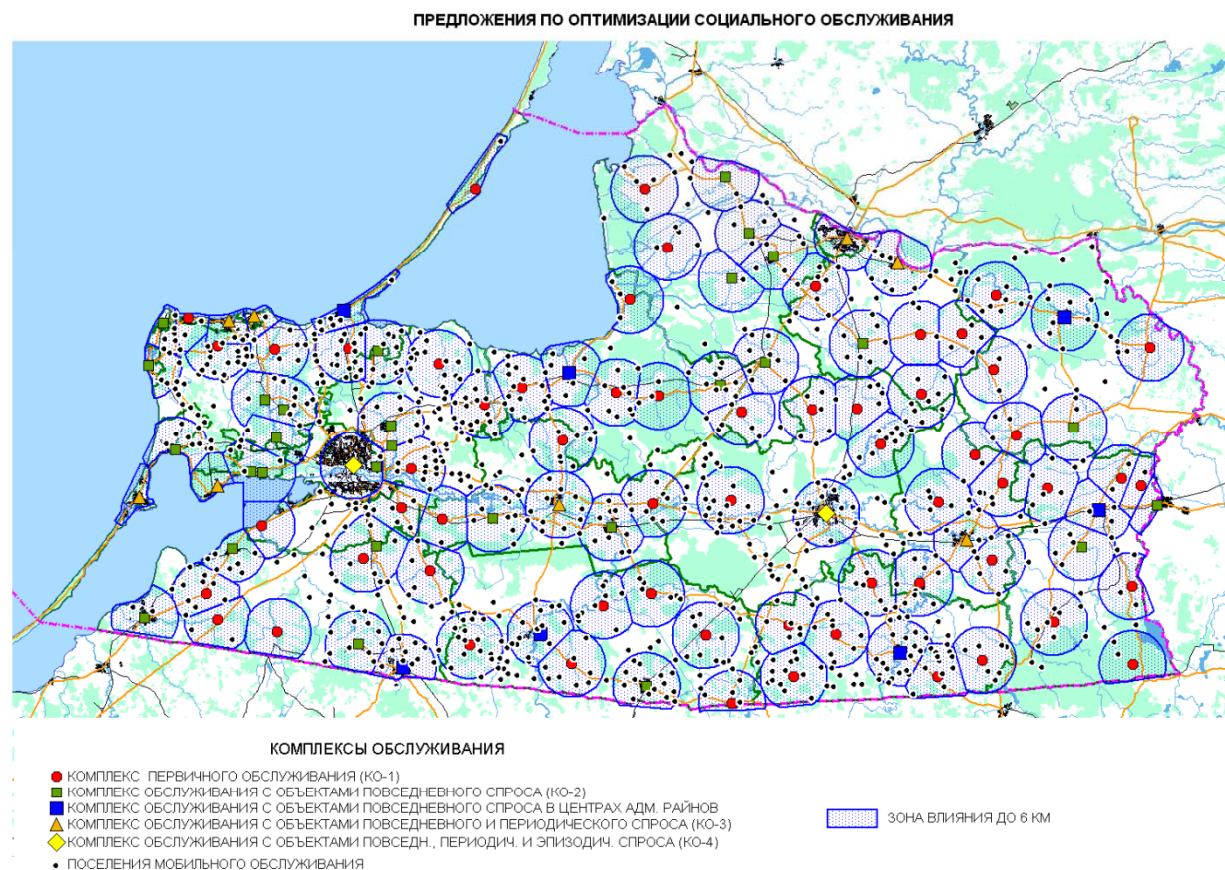 ПРЕДЛОЖЕНИЯ ПО ОПТИМИЗАЦИИ СОЦИАЛЬНОГО ОБСЛУЖИВАНИЯ
КОМПЛЕКСЫ ОБСЛУЖИВАНИЯ
КОМПЛЕКС ПЕРВИЧНОГО ОБСЛУЖИВАНИЯ (КО-1)
КОМПЛЕКС ОБСЛУЖИВАНИЯ С ОБЪЕКТАМИ ПОВСЕДНЕВНОГО СПРОСА (КО-2)
КОМПЛЕКС ОБСЛУЖИВАНИЯ С ОБЪЕКТАМИ ПОВСЕДНЕВНОГО СПРОСА В ЦЕНТРАХ АДМ. РАЙНОВ
КОМПЛЕКС ОБСЛУЖИВАНИЯ С ОБЪЕКТАМИ ПОВСЕДНЕВНОГО И ПЕРИОДИЧЕСКОГО СПРОСА (КО-3)
КОМПЛЕКС ОБСЛУЖИВАНИЯ С ОБЪЕКТАМИ ПОВСЕДН., ПЕРИОДИЧ. И ЭПИЗОДИЧ. СПРОСА (КО-4)
ПОСЕЛЕНИЯ МОБИЛЬНОГО ОБСЛУЖИВАНИЯ
ЗОНА ВЛИЯНИЯ ДО 6 КМ